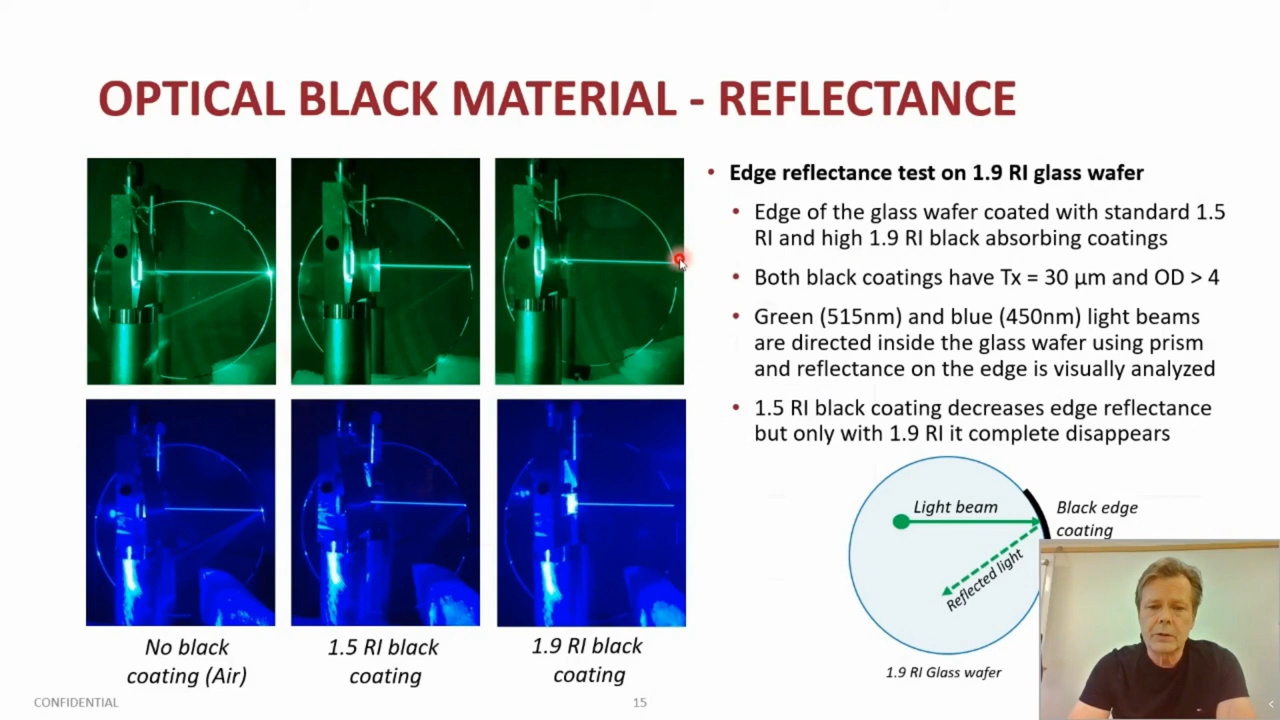 OPTICAL BLACK MATERIAL - REFLECTANCE
• Edge reflectance test on 1.9 RI glass wafer
• Edge of the glass wafer coated with standard 1.5
RI and high 1.9 RI black absorbing coatings
• Both black coatings have Tx = 30 µm and OD > 4
• Green (515nm) and blue (450nm) light beams
are directed inside the glass wafer using prism
and reflectance on the edge is visually analyzed
• 1.5 RI black coating decreases edge reflectance
but only with 1.9 RI it complete disappears
Light beam
Black edge
coating
Reflected light
1.9 RI Glass wafer
No black
coating (Air)
1.5 RI black
coating
1.9 RI black
coating
CONFIDENTIAL
15